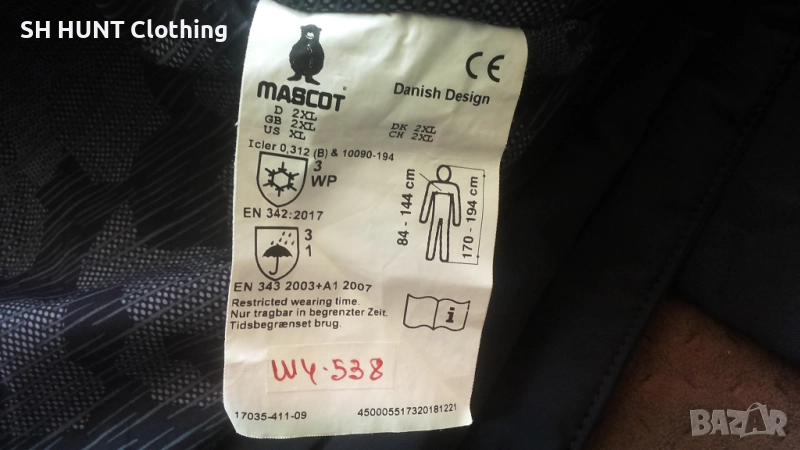 SH HUNT Clothing
MASCOT
CE
Danish Design
D 2XL
GB 2XL
US XL
DK 2XL
CH 2XL
Icler 0,312 (B) & 10090-194
3
WP
EN 342:2017
84 - 144 cm
170 - 194 cm
3
1
EN 343 2003+A1 2007
Restricted wearing time.
Nur tragbar in begrenzter Zeit.
Tidsbegrænset brug.
i
W4-538
17035-411-09
450005517320181221
BAZAR